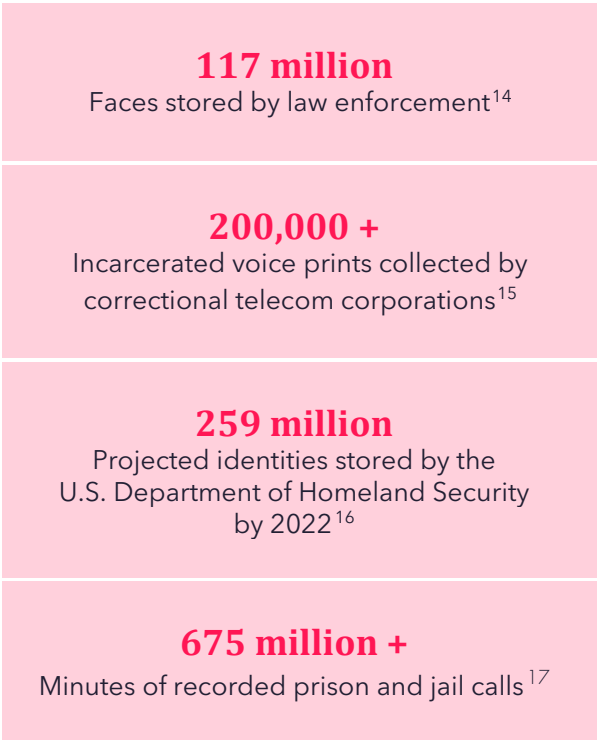 117 million
Faces stored by law enforcement14
200,000 +
Incarcerated voice prints collected by
correctional telecom corporations15
259 million
Projected identities stored by the
U.S. Department of Homeland Security
by 202216
675 million +
Minutes of recorded prison and jail calls17